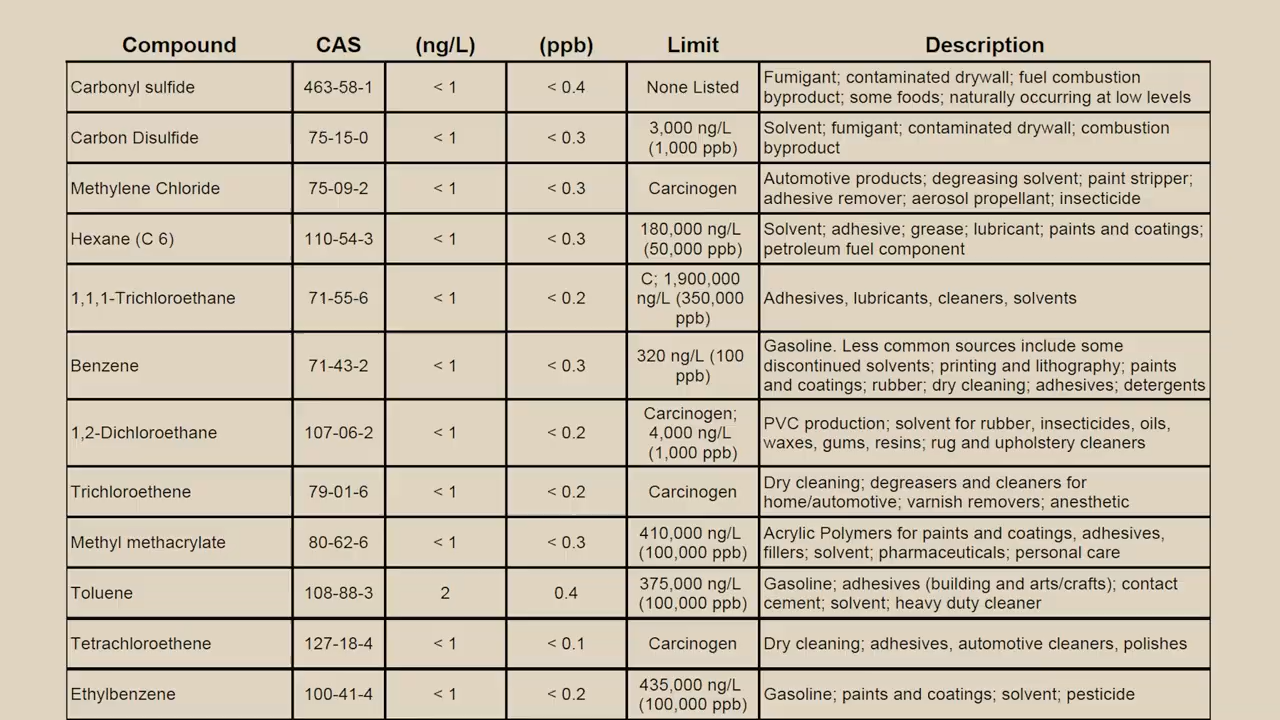 Compound CAS (ng/L) (ppb) Limit Description
Carbonyl sulfide 463-58-1 < 1 < 0.4 None Listed Fumigant; contaminated drywall; fuel combustion
byproduct; some foods; naturally occurring at low levels
Carbon Disulfide 75-15-0 < 1 < 0.3 3,000 ng/L
(1,000 ppb) Solvent; fumigant; contaminated drywall; combustion
byproduct
Methylene Chloride 75-09-2 < 1 < 0.3 Carcinogen Automotive products; degreasing solvent; paint stripper;
adhesive remover; aerosol propellant; insecticide
Hexane (C 6) 110-54-3 < 1 < 0.3 180,000 ng/L
(50,000 ppb) Solvent; adhesive; grease; lubricant; paints and coatings;
petroleum fuel component
1,1,1-Trichloroethane 71-55-6 < 1 < 0.2 C; 1,900,000
ng/L (350,000
ppb) Adhesives, lubricants, cleaners, solvents
Benzene 71-43-2 < 1 < 0.3 320 ng/L (100
ppb) Gasoline. Less common sources include some
discontinued solvents; printing and lithography; paints
and coatings; rubber; dry cleaning; adhesives; detergents
1,2-Dichloroethane 107-06-2 < 1 < 0.2 Carcinogen;
4,000 ng/L
(1,000 ppb) PVC production; solvent for rubber, insecticides, oils,
waxes, gums, resins; rug and upholstery cleaners
Trichloroethene 79-01-6 < 1 < 0.2 Carcinogen Dry cleaning; degreasers and cleaners for
home/automotive; varnish removers; anesthetic
Methyl methacrylate 80-62-6 < 1 < 0.3 410,000 ng/L
(100,000 ppb) Acrylic Polymers for paints and coatings, adhesives,
fillers; solvent; pharmaceuticals; personal care
Toluene 108-88-3 2 0.4 375,000 ng/L
(100,000 ppb) Gasoline; adhesives (building and arts/crafts); contact
cement; solvent; heavy duty cleaner
Tetrachloroethene 127-18-4 < 1 < 0.1 Carcinogen Dry cleaning; adhesives, automotive cleaners, polishes
Ethylbenzene 100-41-4 < 1 < 0.2 435,000 ng/L
(100,000 ppb) Gasoline; paints and coatings; solvent; pesticide